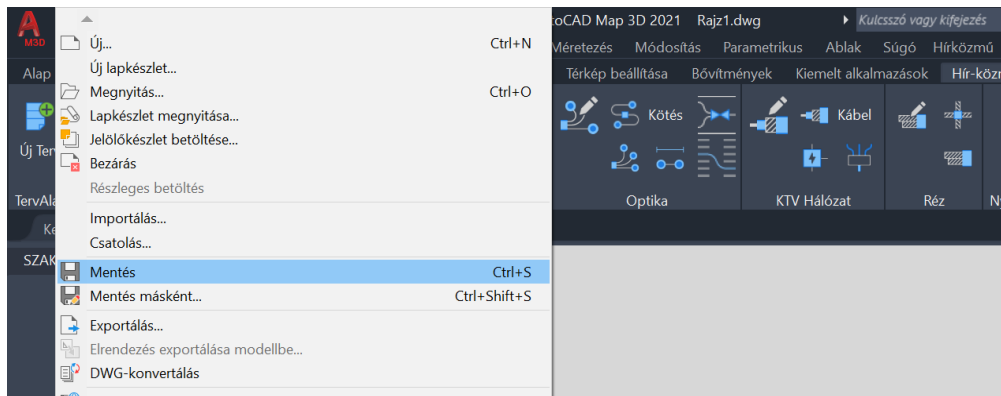 M3D
oCAD Map 3D 2021 Rajz1.dwg
Kulcsszó vagy kifejezés
Méretezés Módosítás Parametrikus Ablak Súgó Hírközmű
Alap
Térkép beállítása Bővítmények Kiemelt alkalmazások Hír-közm
Új... Ctrl+N
Új lapkészlet...
Megnyitás... Ctrl+O
Lapkészlet megnyitása...
Jelölőkészlet betöltése...
Bezárás
Részleges betöltés
Importálás...
Csatolás...
Mentés Ctrl+S
Mentés másként... Ctrl+Shift+S
Exportálás...
Elrendezés exportálása modellbe...
DWG-konvertálás
Új Ter
TervAla
Ke
SZAK
Kötés
Kábel
Optika
KTV Hálózat
Réz